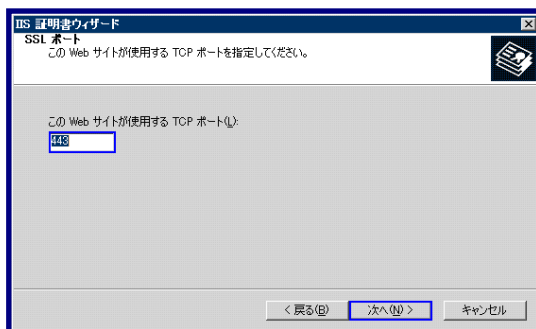 IIS 証明書ウィザード
SSL ポート
この Web サイトが使用する TCP ポートを指定してください。
この Web サイトが使用する TCP ポート(L):
443
< 戻る(B)
次へ(N) >
キャンセル